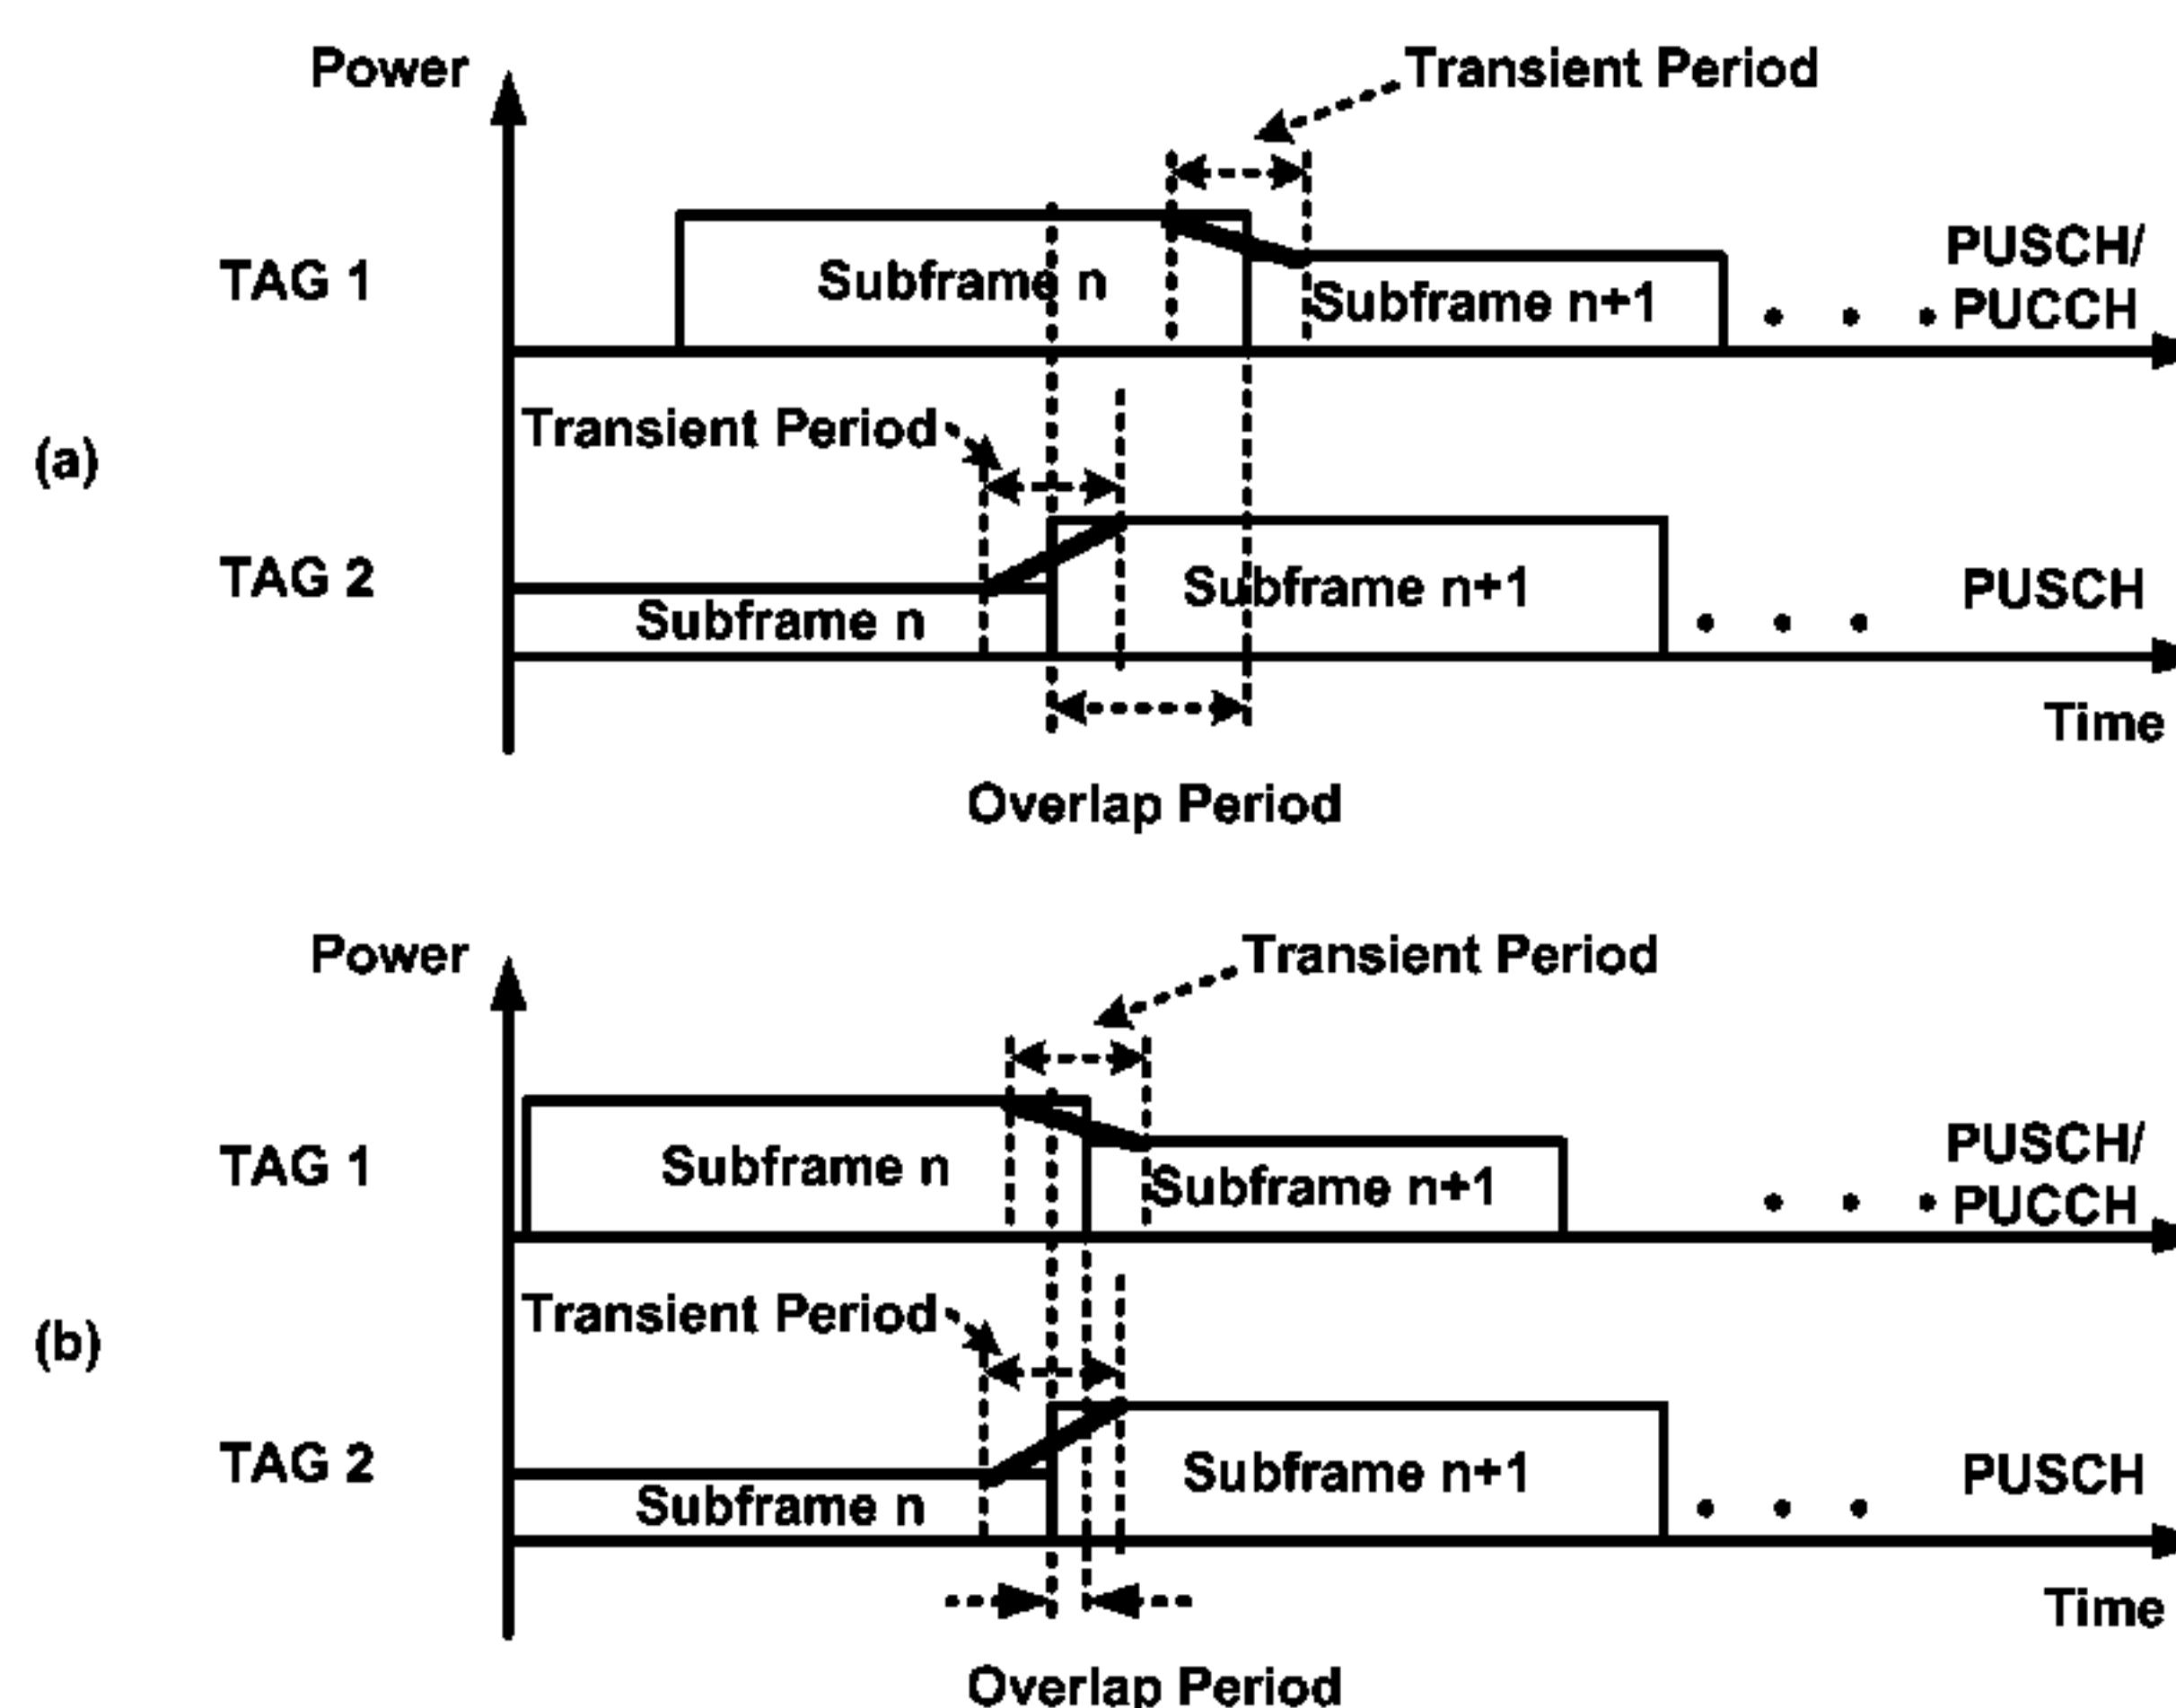 Power
Transient Period
TAG 1
Subframe n
Subframe n+1
PUSCH/
PUCCH
Transient Period
(a)
TAG 2
Subframe n
Subframe n+1
PUSCH
Time
Overlap Period
Power
Transient Period
TAG 1
Subframe n
Subframe n+1
PUSCH/
PUCCH
Transient Period
(b)
TAG 2
Subframe n
Subframe n+1
PUSCH
Time
Overlap Period